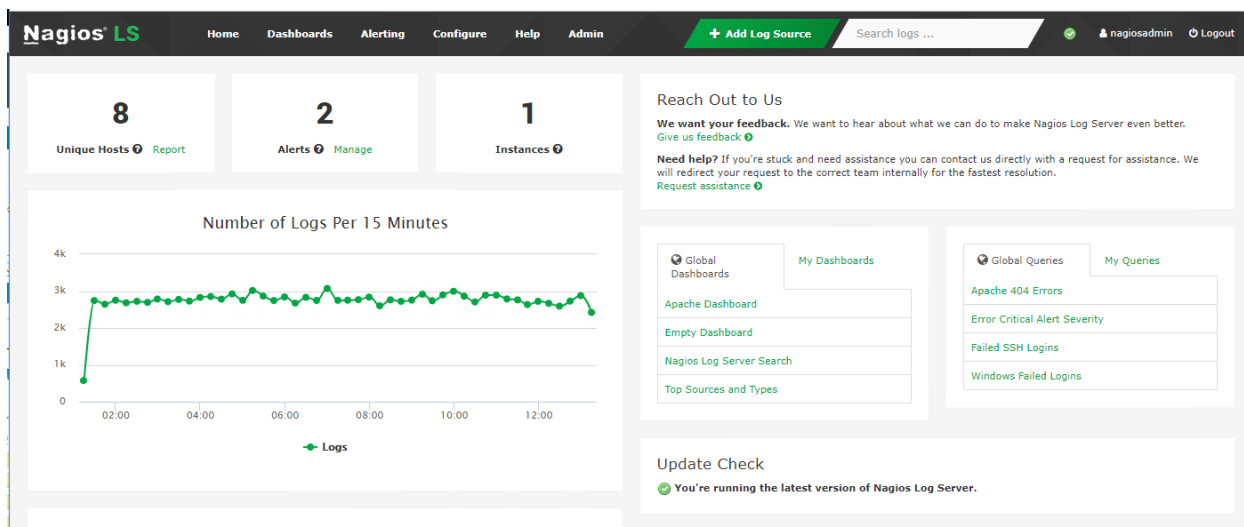 Nagios® LS
Home Dashboards Alerting Configure Help Admin
+ Add Log Source
Search logs ...
nagiosadmin
Logout
8
Unique Hosts Report
2
Alerts Manage
1
Instances
Number of Logs Per 15 Minutes
4k
3k
2k
1k
0
02:00 04:00 06:00 08:00 10:00 12:00
Logs
Reach Out to Us
We want your feedback. We want to hear about what we can do to make Nagios Log Server even better.
Give us feedback
Need help? If you're stuck and need assistance you can contact us directly with a request for assistance. We
will redirect your request to the correct team internally for the fastest resolution.
Request assistance
Global
Dashboards
My Dashboards
Apache Dashboard
Empty Dashboard
Nagios Log Server Search
Top Sources and Types
Global Queries
My Queries
Apache 404 Errors
Error Critical Alert Severity
Failed SSH Logins
Windows Failed Logins
Update Check
You're running the latest version of Nagios Log Server.